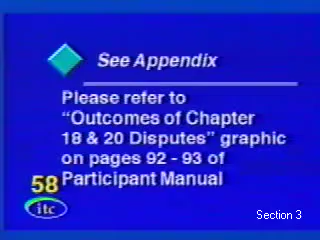 See Appendix
Please refer to
“Outcomes of Chapter
18 & 20 Disputes” graphic
on pages 92 - 93 of
Participant Manual
58
itc
Section 3